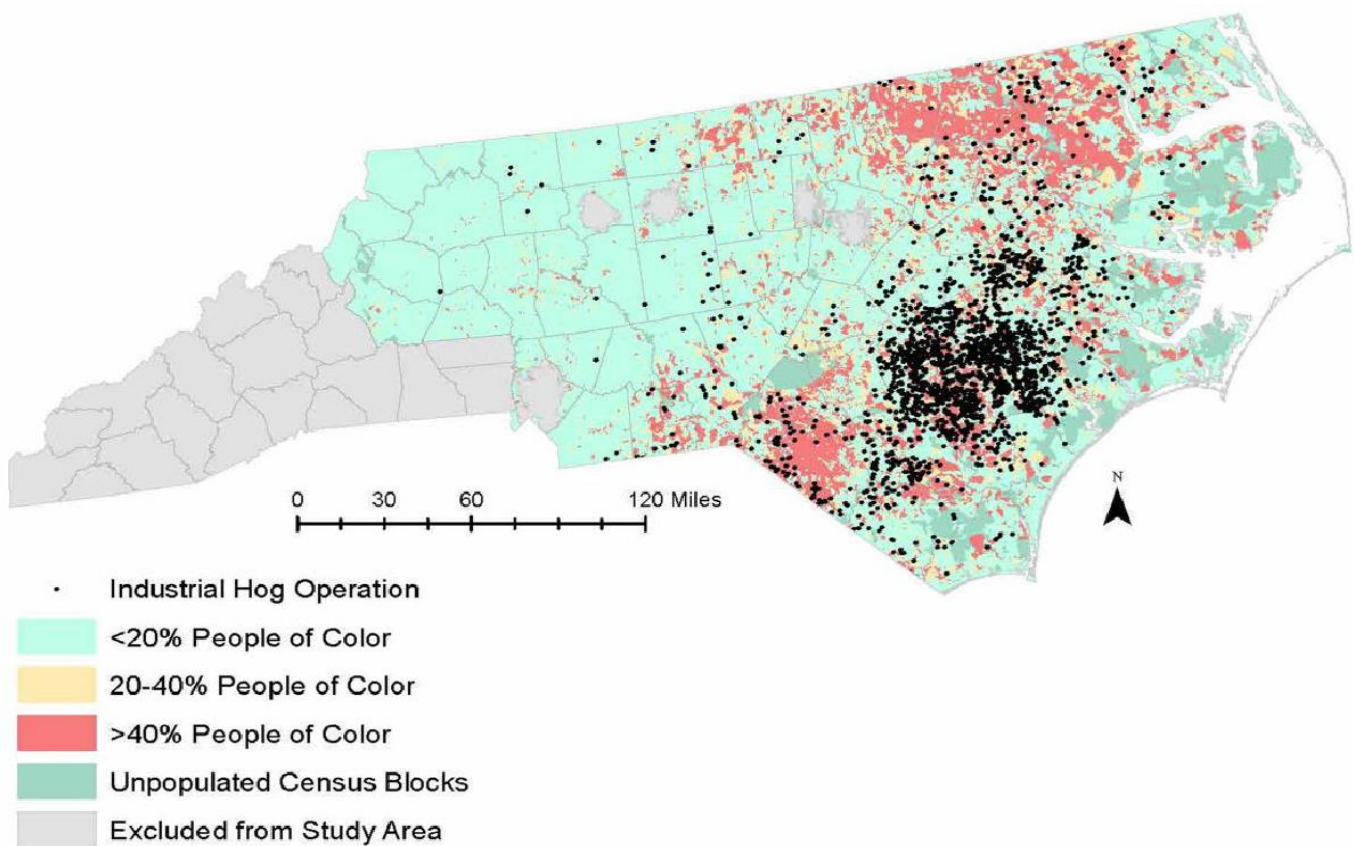 N
0 30 60 120 Miles
Industrial Hog Operation
<20% People of Color
20-40% People of Color
>40% People of Color
Unpopulated Census Blocks
Excluded from Study Area